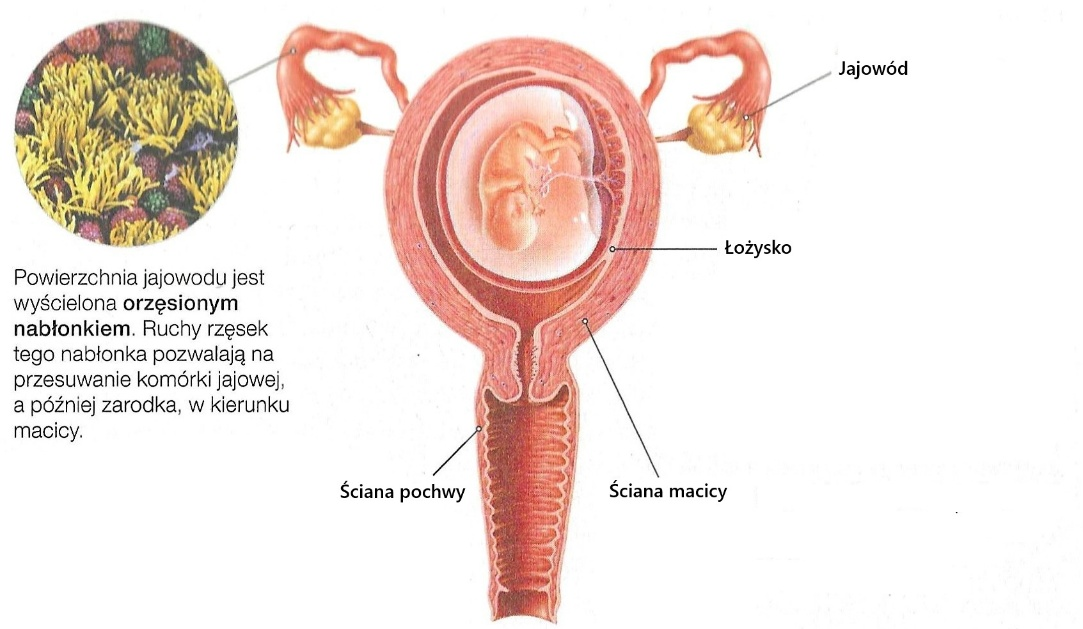 Jajowód
Łożysko
Powierzchnia jajowodu jest
wyścielona orzęsionym
nabłonkiem. Ruchy rzęsek
tego nabłonka pozwalają na
przesuwanie komórki jajowej,
a później zarodka, w kierunku
macicy.
Ściana pochwy
Ściana macicy